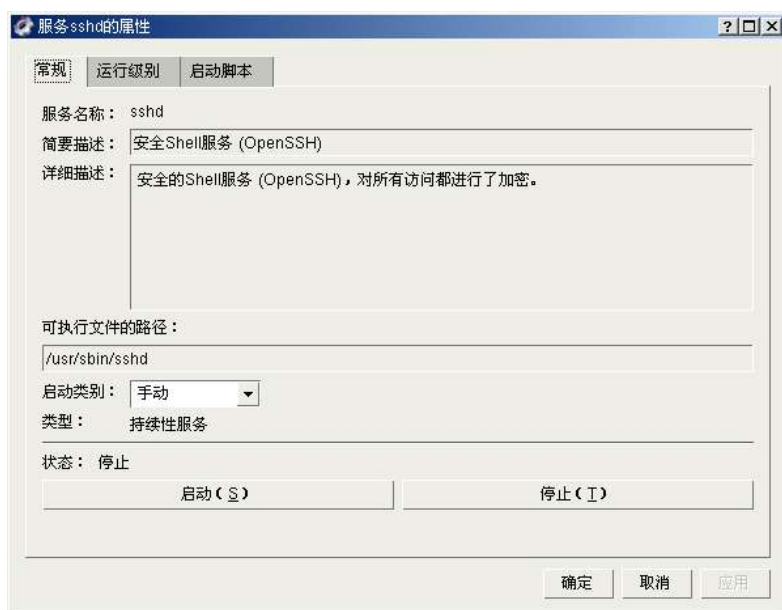 服务sshd的属性
常规 运行级别 启动脚本
服务名称： sshd
简要描述： 安全Shell服务 (OpenSSH)
详细描述： 安全的Shell服务 (OpenSSH)，对所有访问都进行了加密。
可执行文件的路径：
/usr/sbin/sshd
启动类别： 手动
类型： 持续性服务
状态： 停止
启动(S) 停止(T)
确定 取消 应用